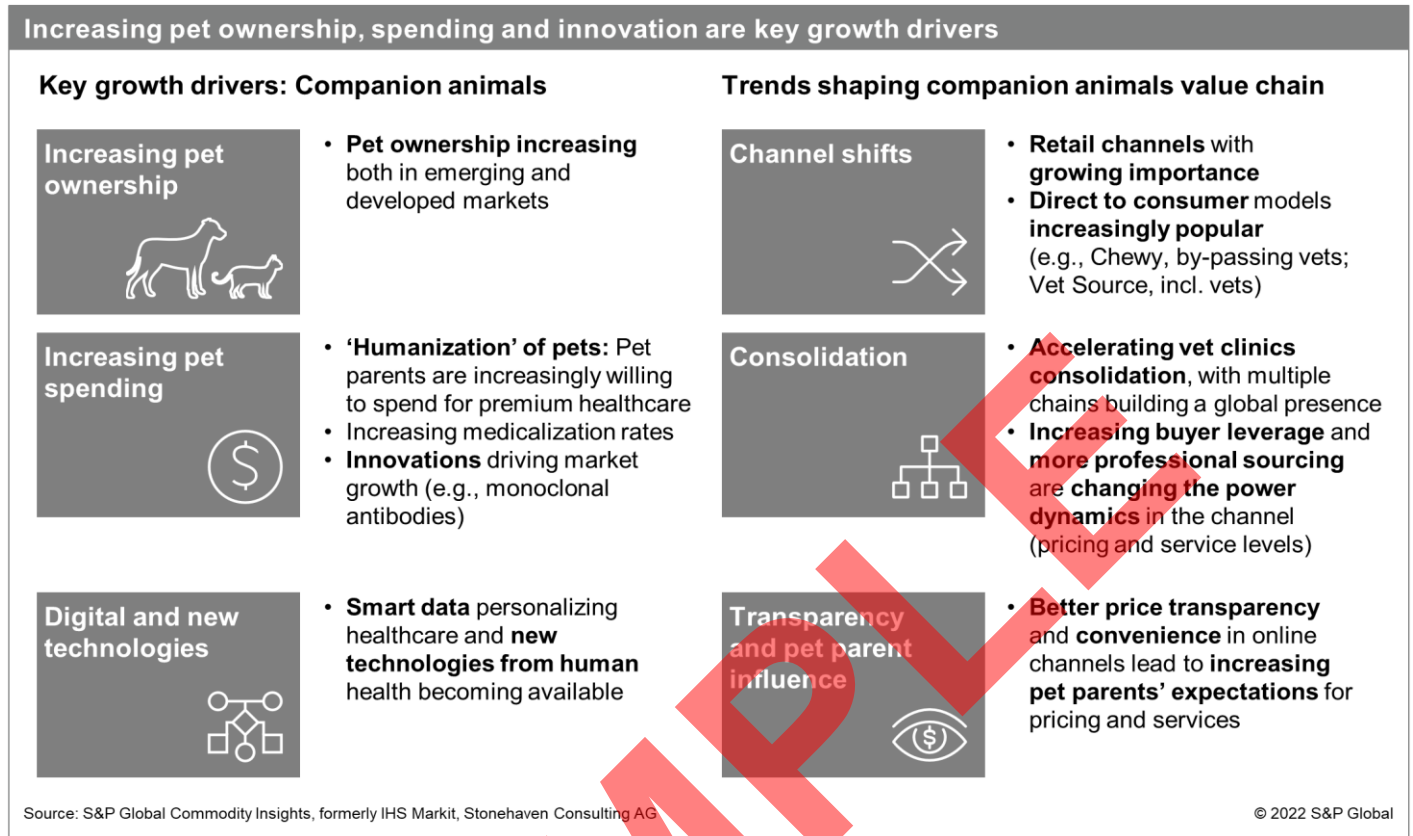 Increasing pet ownership, spending and innovation are key growth drivers
Key growth drivers: Companion animals
Increasing pet
ownership
• Pet ownership increasing
both in emerging and
developed markets
Increasing pet
spending
• ‘Humanization’ of pets: Pet
parents are increasingly willing
to spend for premium healthcare
• Increasing medicalization rates
• Innovations driving market
growth (e.g., monoclonal
antibodies)
Digital and new
technologies
• Smart data personalizing
healthcare and new
technologies from human
health becoming available
Trends shaping companion animals value chain
Channel shifts
• Retail channels with
growing importance
• Direct to consumer models
increasingly popular
(e.g., Chewy, by-passing vets;
Vet Source, incl. vets)
Consolidation
• Accelerating vet clinics
consolidation, with multiple
chains building a global presence
• Increasing buyer leverage and
more professional sourcing
are changing the power
dynamics in the channel
(pricing and service levels)
Transparency
and pet parent
influence
• Better price transparency
and convenience in online
channels lead to increasing
pet parents’ expectations for
pricing and services
Source: S&P Global Commodity Insights, formerly IHS Markit, Stonehaven Consulting AG
© 2022 S&P Global
MPLE